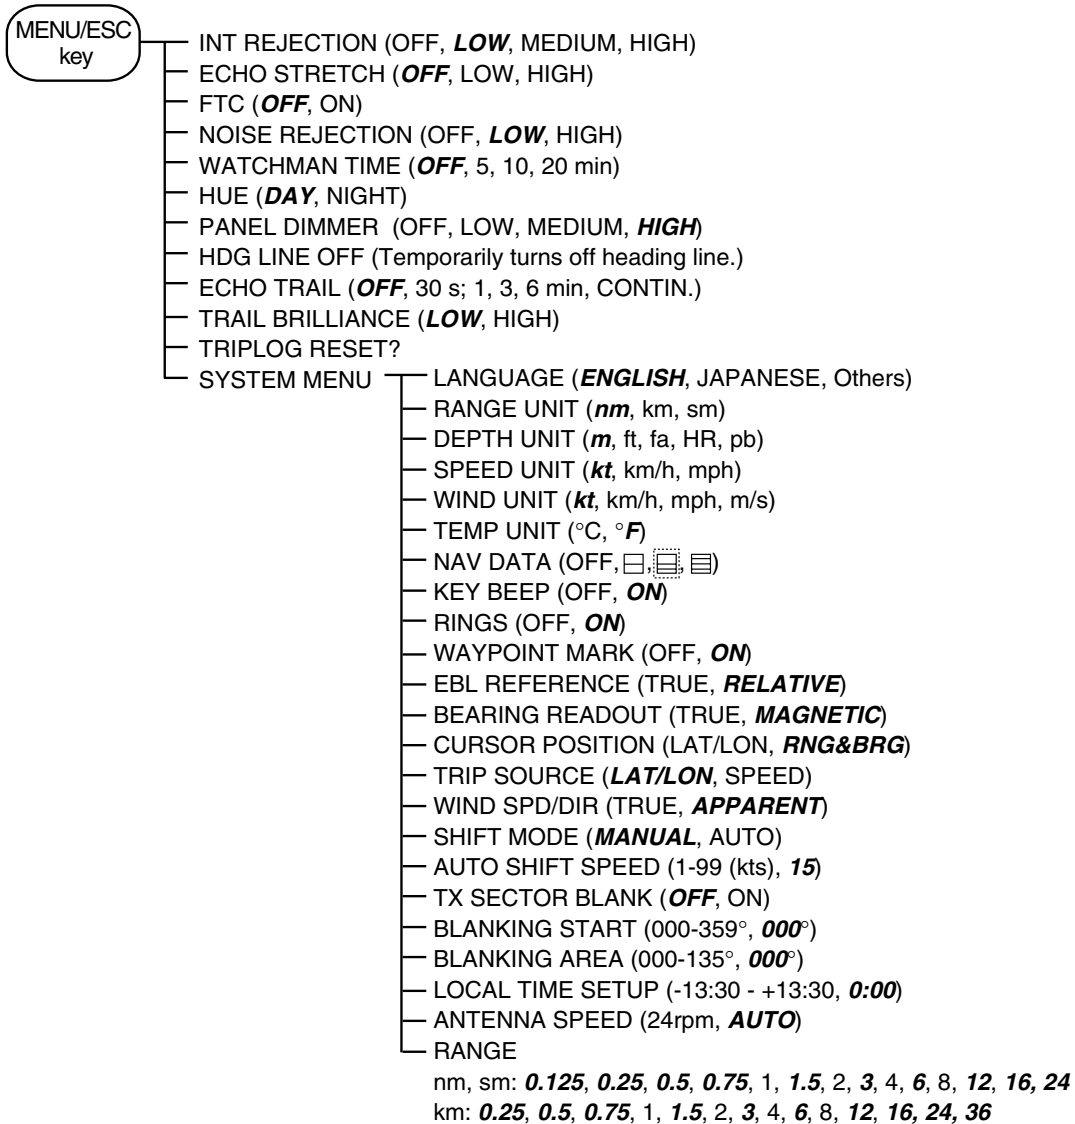 MENU/ESC
key
INT REJECTION (OFF, LOW, MEDIUM, HIGH)
ECHO STRETCH (OFF, LOW, HIGH)
FTC (OFF, ON)
NOISE REJECTION (OFF, LOW, HIGH)
WATCHMAN TIME (OFF, 5, 10, 20 min)
HUE (DAY, NIGHT)
PANEL DIMMER (OFF, LOW, MEDIUM, HIGH)
HDG LINE OFF (Temporarily turns off heading line.)
ECHO TRAIL (OFF, 30 s; 1, 3, 6 min, CONTIN.)
TRAIL BRILLIANCE (LOW, HIGH)
TRIPLOG RESET?
SYSTEM MENU
LANGUAGE (ENGLISH, JAPANESE, Others)
RANGE UNIT (nm, km, sm)
DEPTH UNIT (m, ft, fa, HR, pb)
SPEED UNIT (kt, km/h, mph)
WIND UNIT (kt, km/h, mph, m/s)
TEMP UNIT (°C, °F)
NAV DATA (OFF, , , )
KEY BEEP (OFF, ON)
RINGS (OFF, ON)
WAYPOINT MARK (OFF, ON)
EBL REFERENCE (TRUE, RELATIVE)
BEARING READOUT (TRUE, MAGNETIC)
CURSOR POSITION (LAT/LON, RNG&BRG)
TRIP SOURCE (LAT/LON, SPEED)
WIND SPD/DIR (TRUE, APPARENT)
SHIFT MODE (MANUAL, AUTO)
AUTO SHIFT SPEED (1-99 (kts), 15)
TX SECTOR BLANK (OFF, ON)
BLANKING START (000-359°, 000°)
BLANKING AREA (000-135°, 000°)
LOCAL TIME SETUP (-13:30 - +13:30, 0:00)
ANTENNA SPEED (24rpm, AUTO)
RANGE
nm, sm: 0.125, 0.25, 0.5, 0.75, 1, 1.5, 2, 3, 4, 6, 8, 12, 16, 24
km: 0.25, 0.5, 0.75, 1, 1.5, 2, 3, 4, 6, 8, 12, 16, 24, 36